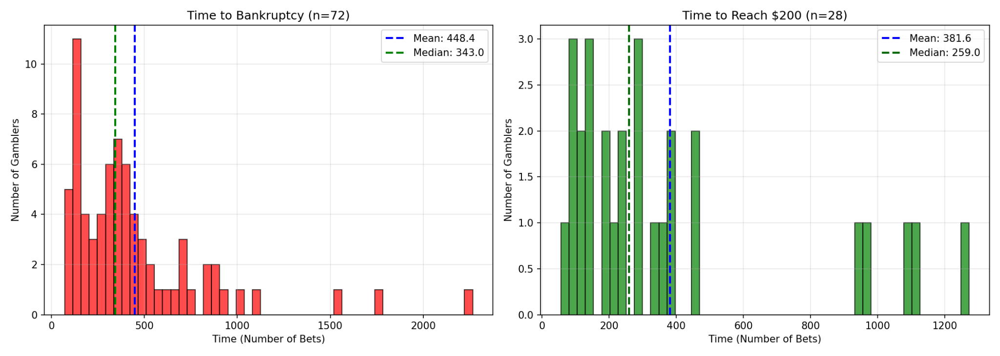 Time to Bankruptcy (n=72)
Mean: 448.4
Median: 343.0
10
8
6
4
2
0
Number of Gamblers
0 500 1000 1500 2000
Time (Number of Bets)
Time to Reach $200 (n=28)
Mean: 381.6
Median: 259.0
3.0
2.5
2.0
1.5
1.0
0.5
0.0
Number of Gamblers
0 200 400 600 800 1000 1200
Time (Number of Bets)